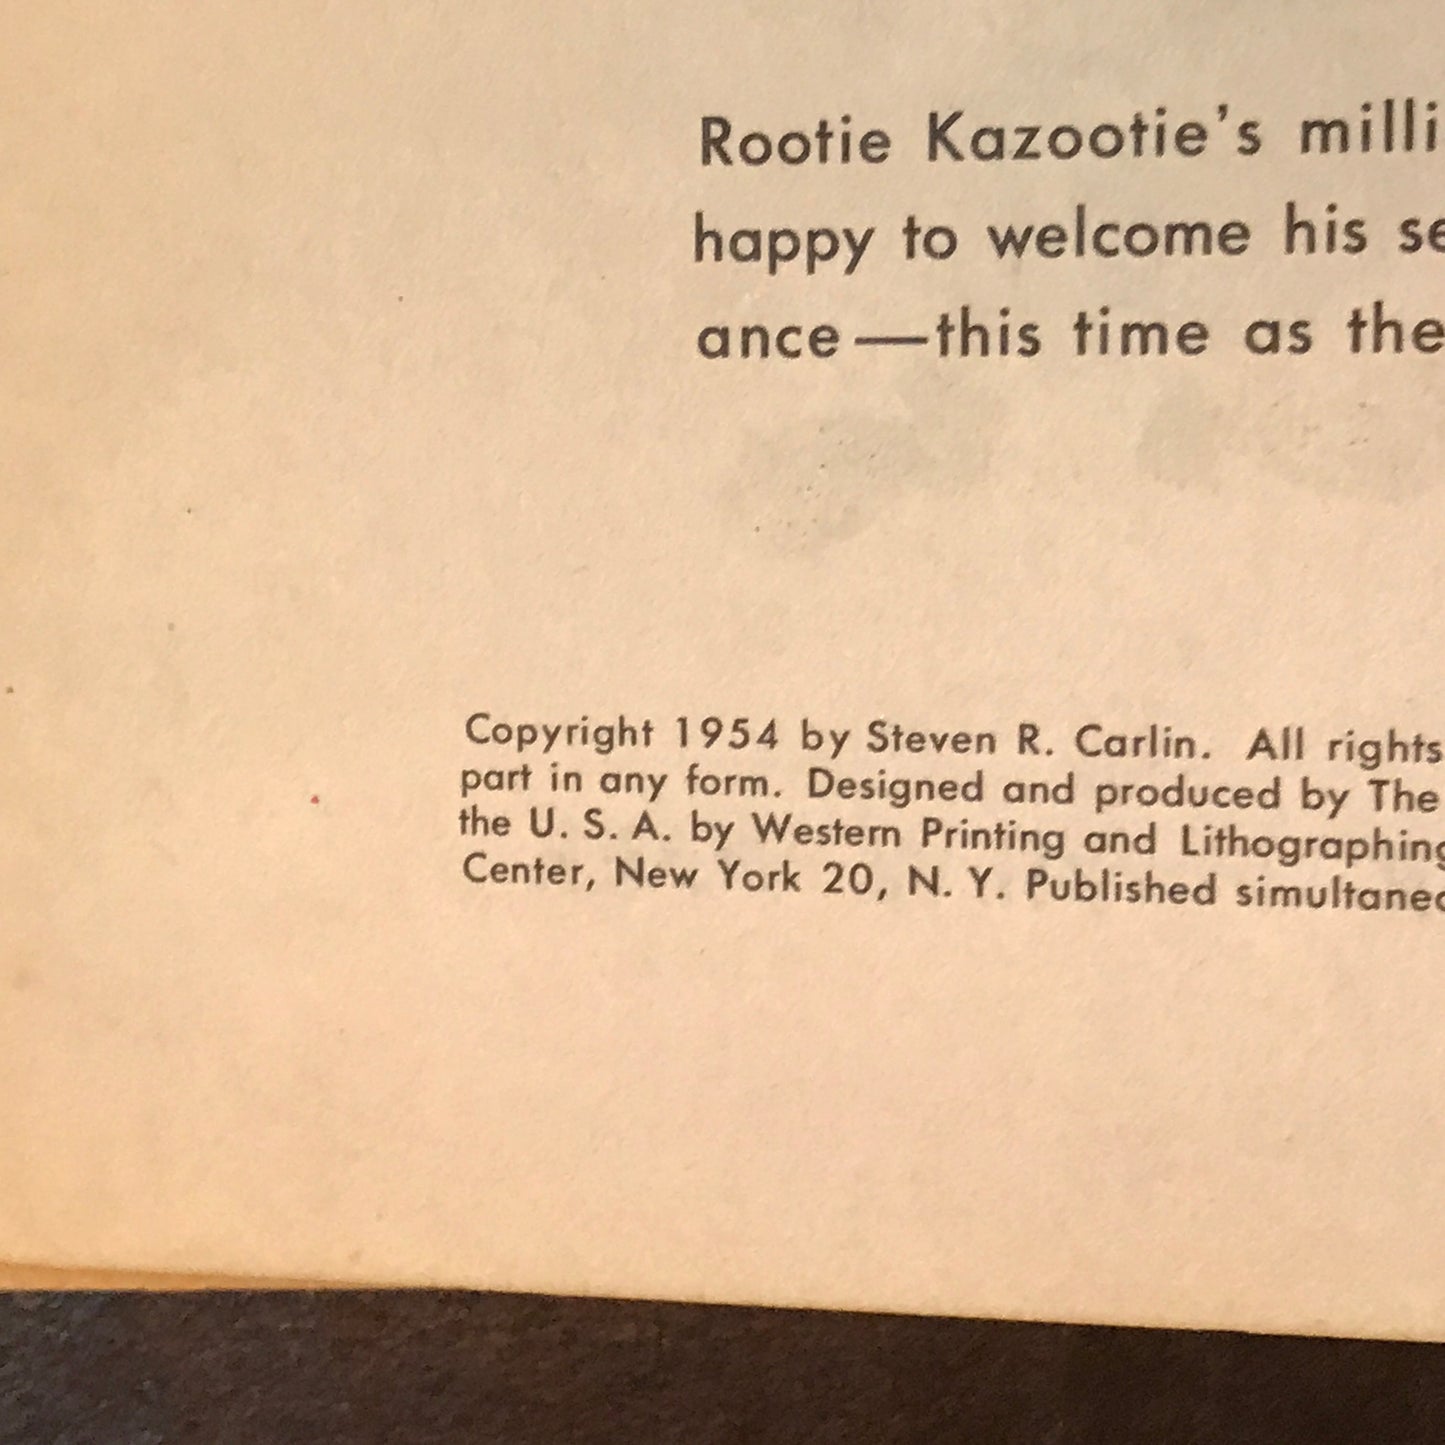 Rootie Kazootie's milli
happy to welcome his se
ance—this time as the
Copyright 1954 by Steven R. Carlin. All rights
part in any form. Designed and produced by The
the U. S. A. by Western Printing and Lithographing
Center, New York 20, N. Y. Published simultaneo